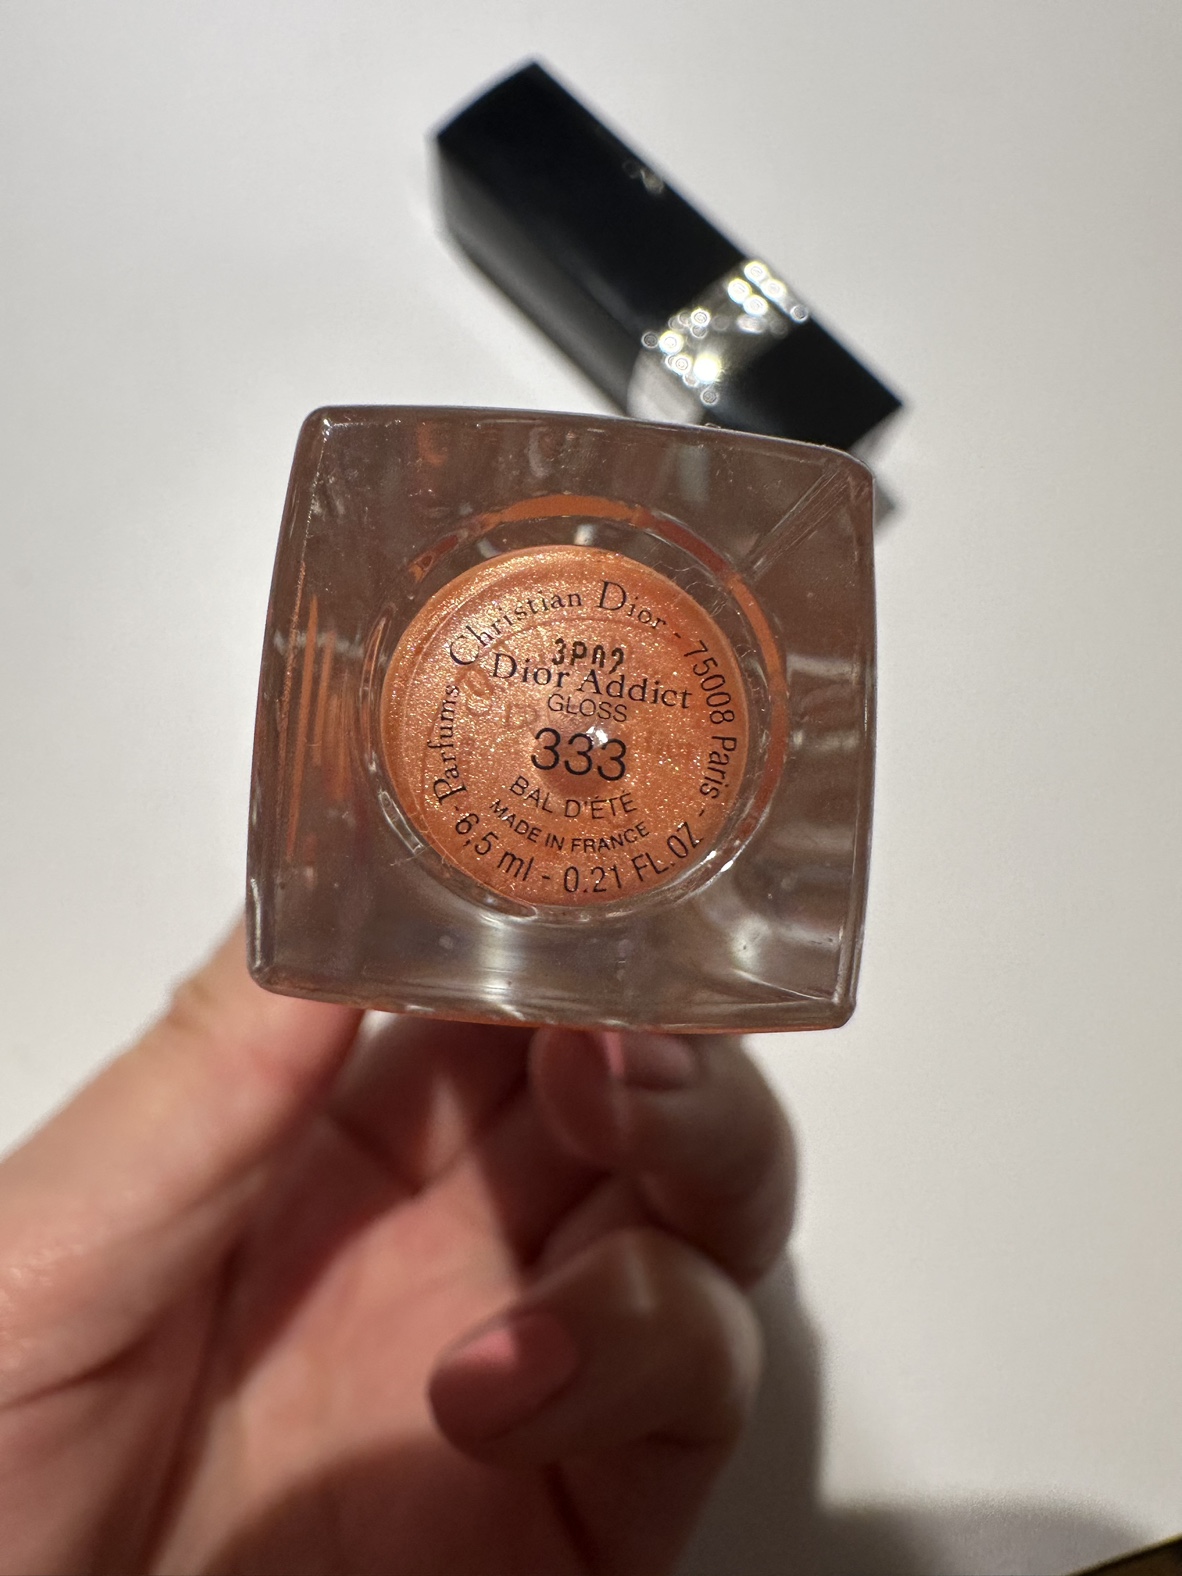 Parfums Christian Dior - 75008 Paris -
3PA2
Dior Addict
GLOSS
333
BAL D'ÉTÉ
MADE IN FRANCE
6,5 ml - 0.21 FL.OZ